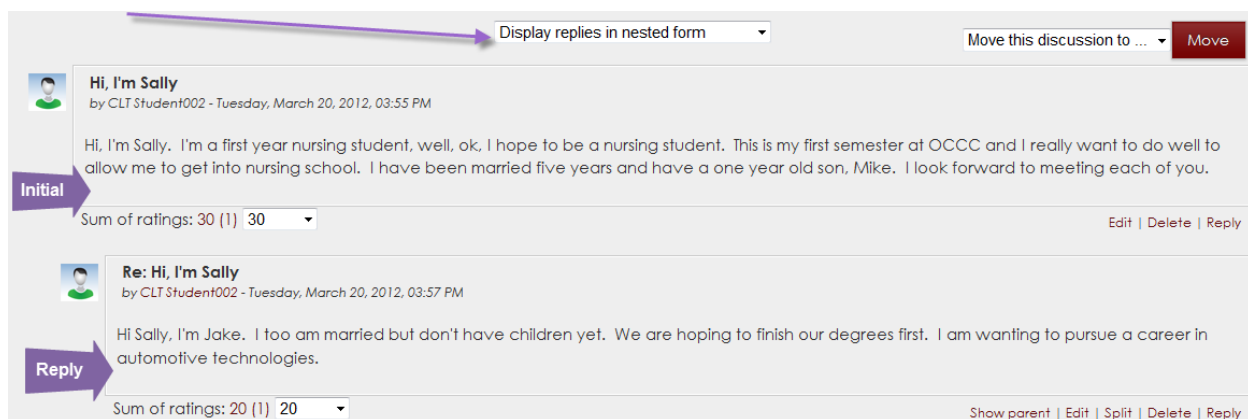 Display replies in nested form
Move this discussion to ... Move
Hi, I'm Sally
by CLT Student002 - Tuesday, March 20, 2012, 03:55 PM
Hi, I'm Sally. I'm a first year nursing student, well, ok, I hope to be a nursing student. This is my first semester at OCCC and I really want to do well to
allow me to get into nursing school. I have been married five years and have a one year old son, Mike. I look forward to meeting each of you.
Initial
Sum of ratings: 30 (1) 30
Edit | Delete | Reply
Re: Hi, I'm Sally
by CLT Student002 - Tuesday, March 20, 2012, 03:57 PM
Hi Sally, I'm Jake. I too am married but don't have children yet. We are hoping to finish our degrees first. I am wanting to pursue a career in
automotive technologies.
Reply
Sum of ratings: 20 (1) 20
Show parent | Edit | Split | Delete | Reply